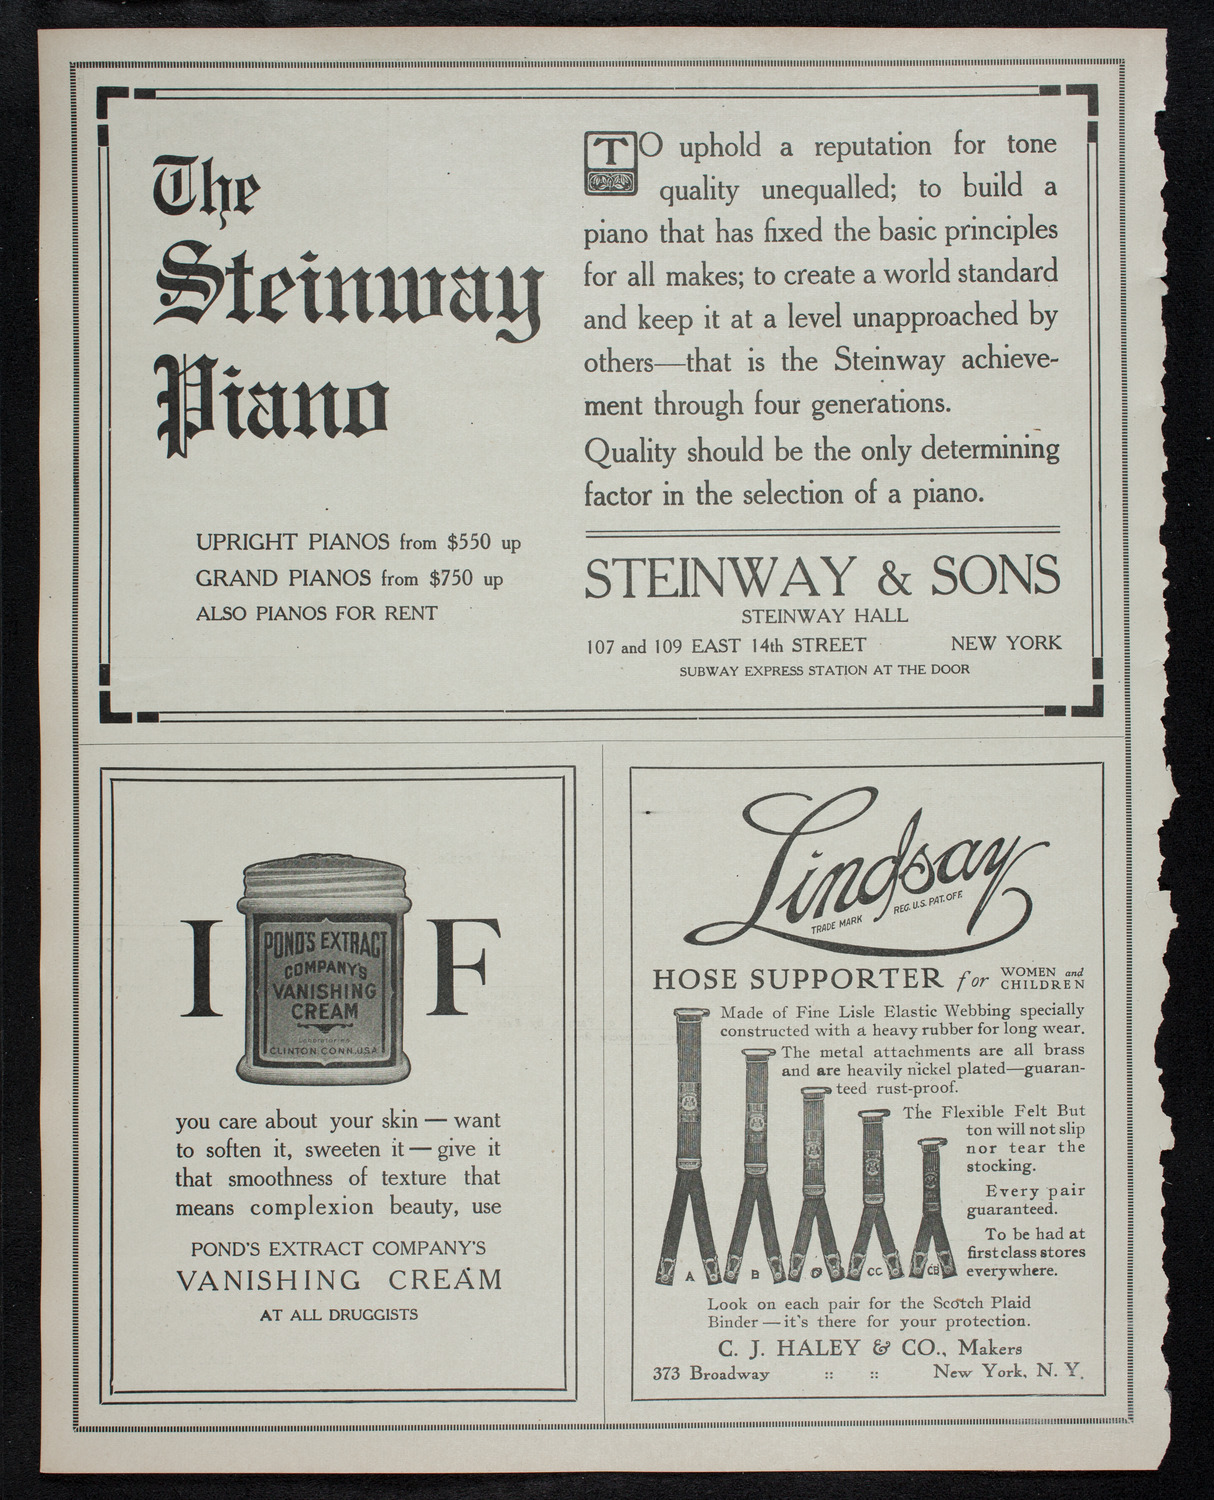 The
Steinway
Piano
UPRIGHT PIANOS from $550 up
GRAND PIANOS from $750 up
ALSO PIANOS FOR RENT
TO uphold a reputation for tone
quality unequalled; to build a
piano that has fixed the basic principles
for all makes; to create a world standard
and keep it at a level unapproached by
others—that is the Steinway achieve-
ment through four generations.
Quality should be the only determining
factor in the selection of a piano.
STEINWAY & SONS
STEINWAY HALL
107 and 109 EAST 14th STREET NEW YORK
SUBWAY EXPRESS STATION AT THE DOOR
IF
POND'S EXTRACT
COMPANY'S
VANISHING
CREAM
Laboratories
CLINTON.CONN.USA
you care about your skin — want
to soften it, sweeten it — give it
that smoothness of texture that
means complexion beauty, use
POND'S EXTRACT COMPANY'S
VANISHING CREAM
AT ALL DRUGGISTS
Lindsay
TRADE MARK REG. U.S. PAT. OFF.
HOSE SUPPORTER for WOMEN and CHILDREN
Made of Fine Lisle Elastic Webbing specially
constructed with a heavy rubber for long wear.
The metal attachments are all brass
and are heavily nickel plated—guaran-
teed rust-proof.
The Flexible Felt But
ton will not slip
nor tear the
stocking.
Every pair
guaranteed.
To be had at
first class stores
everywhere.
A B D CC CB
Look on each pair for the Scotch Plaid
Binder — it's there for your protection.
C. J. HALEY & CO., Makers
373 Broadway :: :: New York, N. Y.